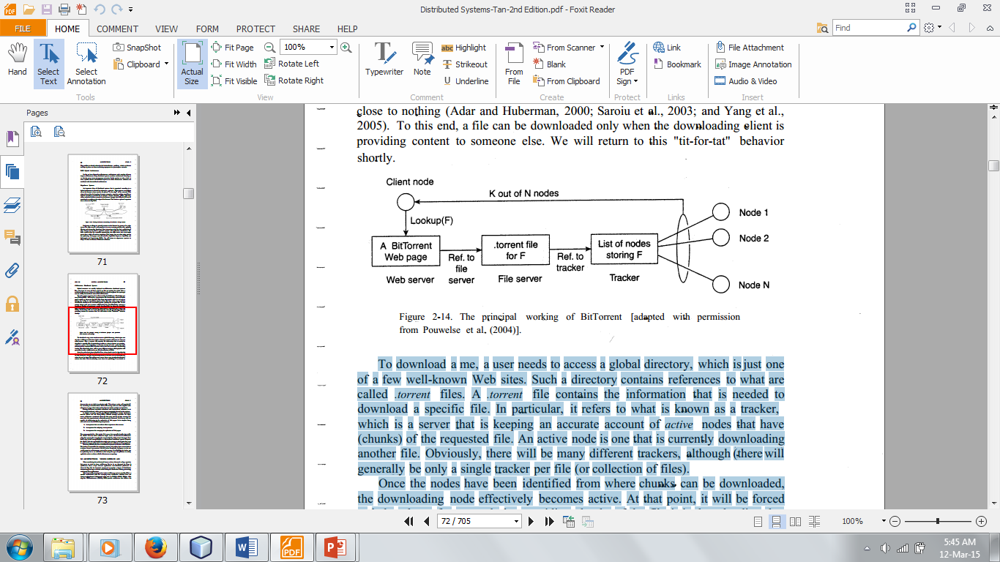 Distributed Systems-Tan-2nd Edition.pdf - Foxit Reader
FILE HOME COMMENT VIEW FORM PROTECT SHARE HELP
Find
Hand
Select Text
Select Annotation
SnapShot
Clipboard
Tools
Actual Size
Fit Page
Fit Width
Fit Visible
100%
Rotate Left
Rotate Right
View
Typewriter
Note
abc Highlight
Strikeout
U Underline
Comment
From File
From Scanner
Blank
From Clipboard
Create
PDF Sign
Protect
Link
Bookmark
Links
File Attachment
Image Annotation
Audio & Video
Insert
Pages
71
72
73
close to nothing (Adar and Huberman, 2000; Saroiu et al., 2003; and Yang et al.,
2005). To this end, a file can be downloaded only when the downloading client is
providing content to someone else. We will return to this "tit-for-tat" behavior
shortly.
Client node
K out of N nodes
Lookup(F)
A BitTorrent
Web page
Web server
Ref. to
file
server
.torrent file
for F
File server
Ref. to
tracker
List of nodes
storing F
Tracker
Node 1
Node 2
Node N
Figure 2-14. The principal working of BitTorrent [adapted with permission
from Pouwelse et al. (2004)].
To download a me, a user needs to access a global directory, which is just one
of a few well-known Web sites. Such a directory contains references to what are
called .torrent files. A .torrent file contains the information that is needed to
download a specific file. In particular, it refers to what is known as a tracker,
which is a server that is keeping an accurate account of active nodes that have
(chunks) of the requested file. An active node is one that is currently downloading
another file. Obviously, there will be many different trackers, although (there will
generally be only a single tracker per file (or collection of files).
Once the nodes have been identified from where chunks can be downloaded,
the downloading node effectively becomes active. At that point, it will be forced
72 / 705
100%
5:45 AM
12-Mar-15